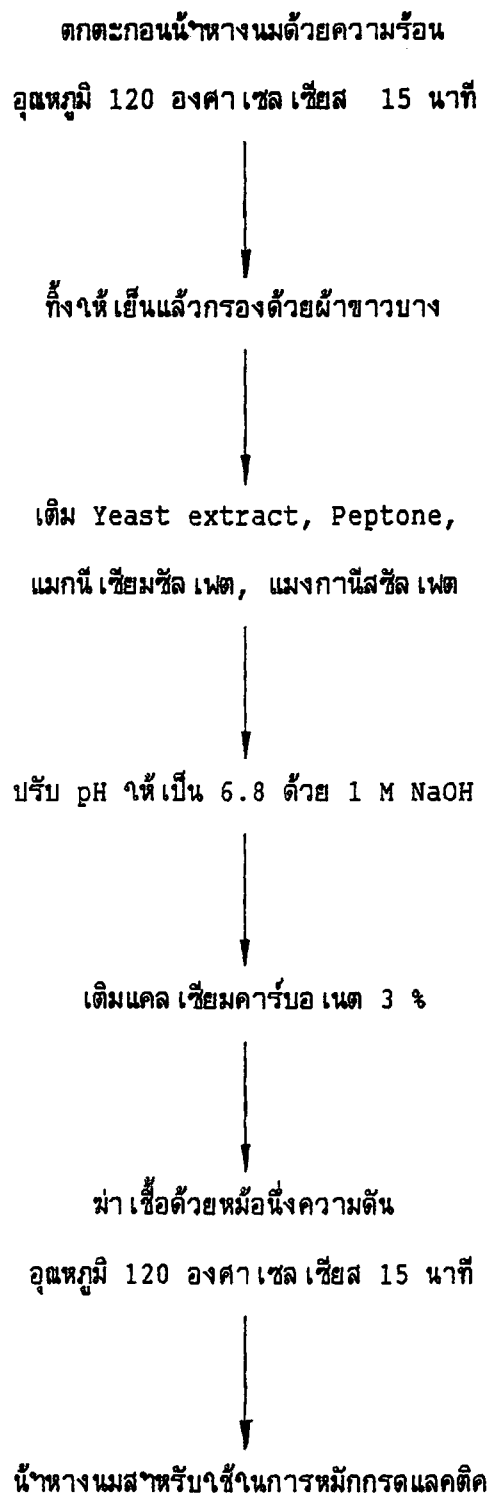 ตกตะกอนน้ำหางนมด้วยความร้อน
อุณหภูมิ 120 องศาเซลเซียส 15 นาที
ทิ้งให้เย็นแล้วกรองด้วยผ้าขาวบาง
เติม Yeast extract, Peptone,
แมกนีเซียมซัลเฟต, แมงกานีสซัลเฟต
ปรับ pH ให้เป็น 6.8 ด้วย 1 M NaOH
เติมแคลเซียมคาร์บอเนต 3 %
ฆ่าเชื้อด้วยหม้อนึ่งความดัน
อุณหภูมิ 120 องศาเซลเซียส 15 นาที
น้ำหางนมสำหรับใช้ในการหมักกรดแลคติค